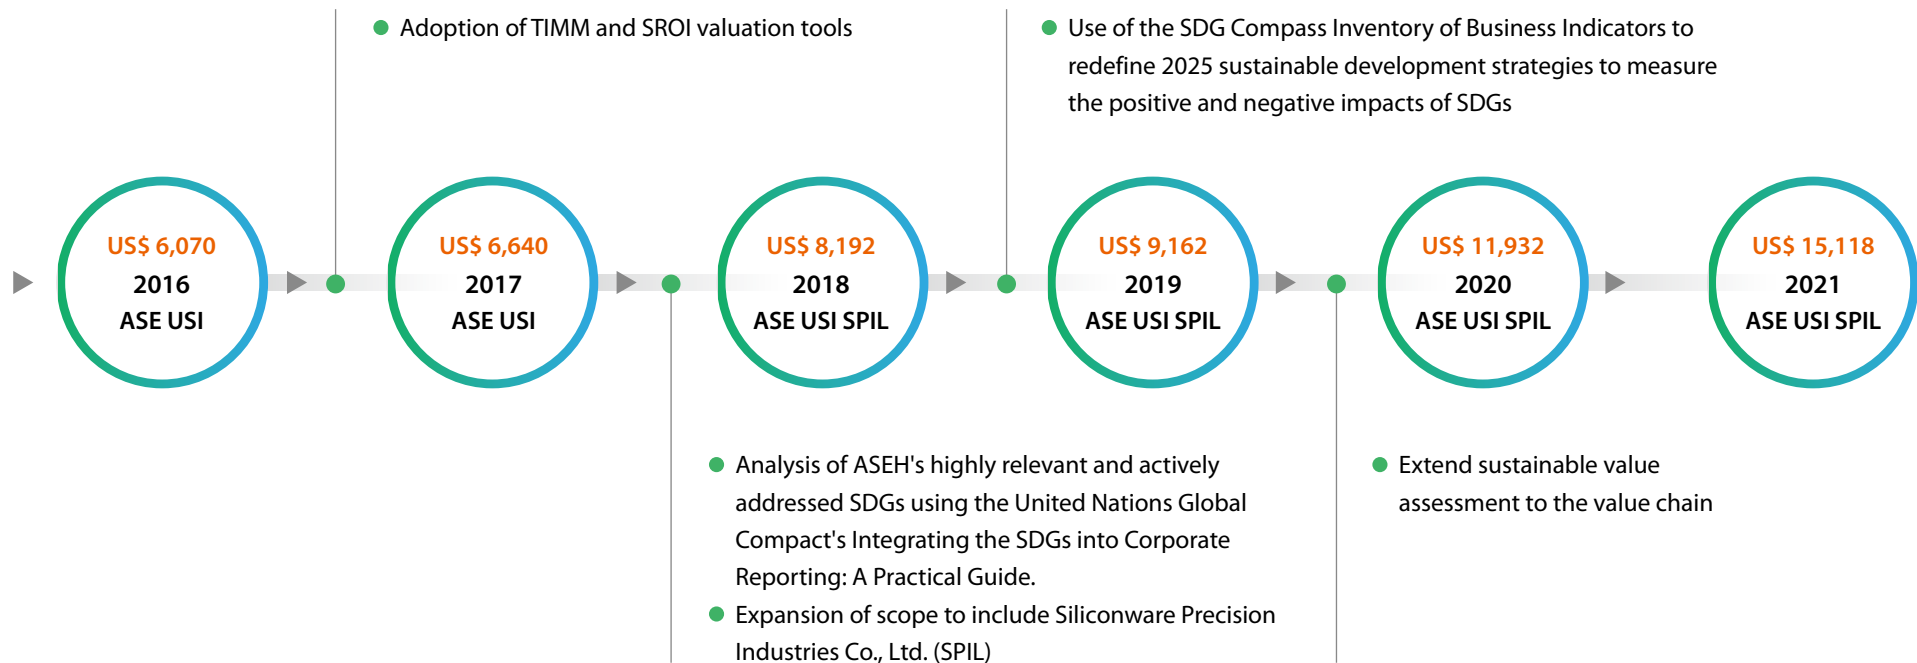 Adoption of TIMM and SROI valuation tools
Use of the SDG Compass Inventory of Business Indicators to
redefine 2025 sustainable development strategies to measure
the positive and negative impacts of SDGs
US$ 6,070
2016
ASE USI
US$ 6,640
2017
ASE USI
US$ 8,192
2018
ASE USI SPIL
US$ 9,162
2019
ASE USI SPIL
US$ 11,932
2020
ASE USI SPIL
US$ 15,118
2021
ASE USI SPIL
Analysis of ASEH's highly relevant and actively
addressed SDGs using the United Nations Global
Compact's Integrating the SDGs into Corporate
Reporting: A Practical Guide.
Expansion of scope to include Siliconware Precision
Industries Co., Ltd. (SPIL)
Extend sustainable value
assessment to the value chain